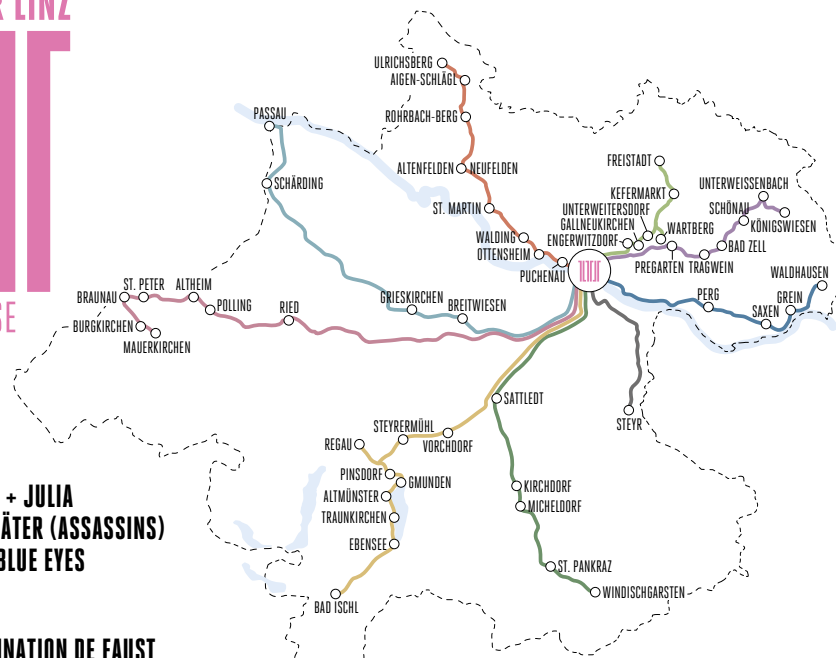 LINZ
SE
+ JULIA
ÄTER (ASSASSINS)
BLUE EYES
NATION DE FAUST
ULRICHSBERG
AIGEN-SCHLÄGL
ROHRBACH-BERG
PASSAU
ALTENFELDEN
NEUFELDEN
SCHÄRDING
ST. MARTIN
WALDING
OTTENSHEIM
PUCHENAU
FREISTADT
KEFERMARKT
UNTERWEITERSDORF
GALLNEUKIRCHEN
ENGERWITZDORF
WARTBERG
PREGARTEN
TRAGWEIN
BAD ZELL
SCHÖNAU
UNTERWEISSENBACH
KÖNIGSWIESEN
WALDHAUSEN
GREIN
SAXEN
PERG
BRAUNAU
ST. PETER
ALTHEIM
POLLING
BURGKIRCHEN
MAUERKIRCHEN
RIED
GRIESKIRCHEN
BREITWIESEN
STEYR
SATTLEDT
STEYRERMÜHL
VORCHDORF
REGAU
PINSDORF
GMUNDEN
ALTMÜNSTER
TRAUNKIRCHEN
EBENSEE
BAD ISCHL
KIRCHDORF
MICHELDORF
ST. PANKRAZ
WINDISCHGARSTEN